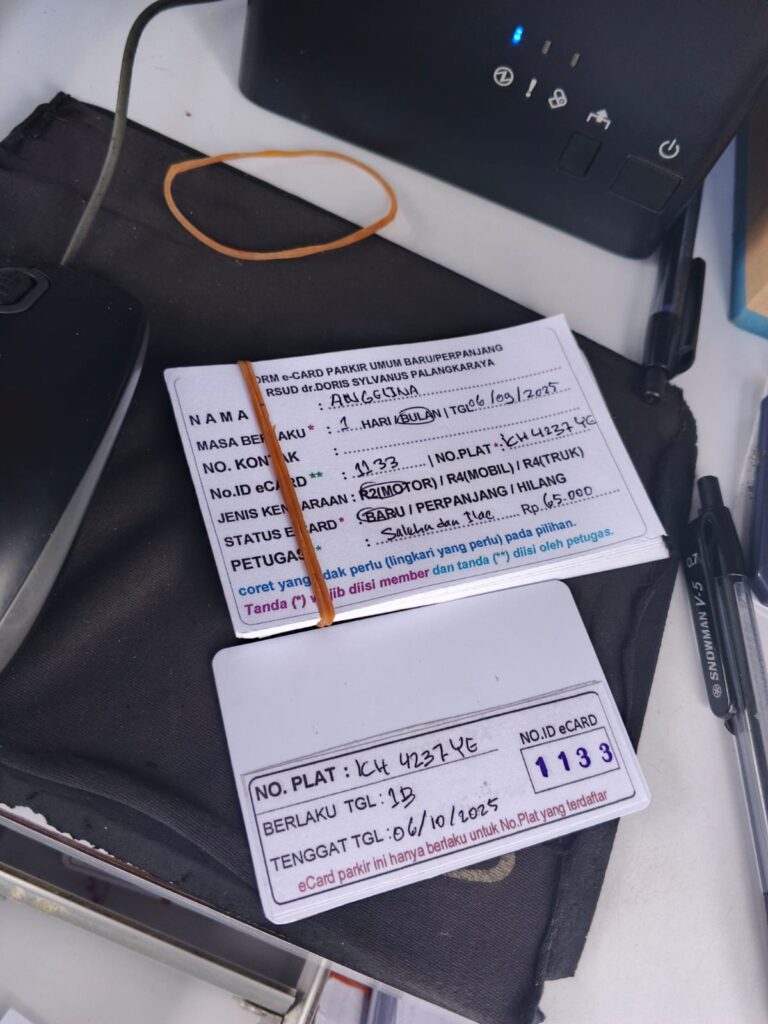 ORM e-CARD PARKIR UMUM BARU/PERPANJANG
RSUD dr.DORIS SYLVANUS PALANGKARAYA
NAMA : ANGELINA
MASA BERLAKU * : 1 HARI / BULAN | TGL 06/09/2025
NO. KONTAK :
No.ID eCARD ** : 1133 | NO.PLAT * : KH 4237 YE
JENIS KENDARAAN : R2(MOTOR) / R4(MOBIL) / R4(TRUK)
STATUS ECARD * : BARU / PERPANJANG / HILANG
PETUGAS ** : Saleha dan Rp. 65.000
coret yang tidak perlu (lingkari yang perlu) pada pilihan.
Tanda (*) wajib diisi member dan tanda (**) diisi oleh petugas.
NO. PLAT : KH 4237 YE
NO.ID eCARD
1133
BERLAKU TGL : 1B
TENGGAT TGL : 06/10/2025
eCard parkir ini hanya berlaku untuk No.Plat yang terdaftar
0.7
SNOWMAN V-5